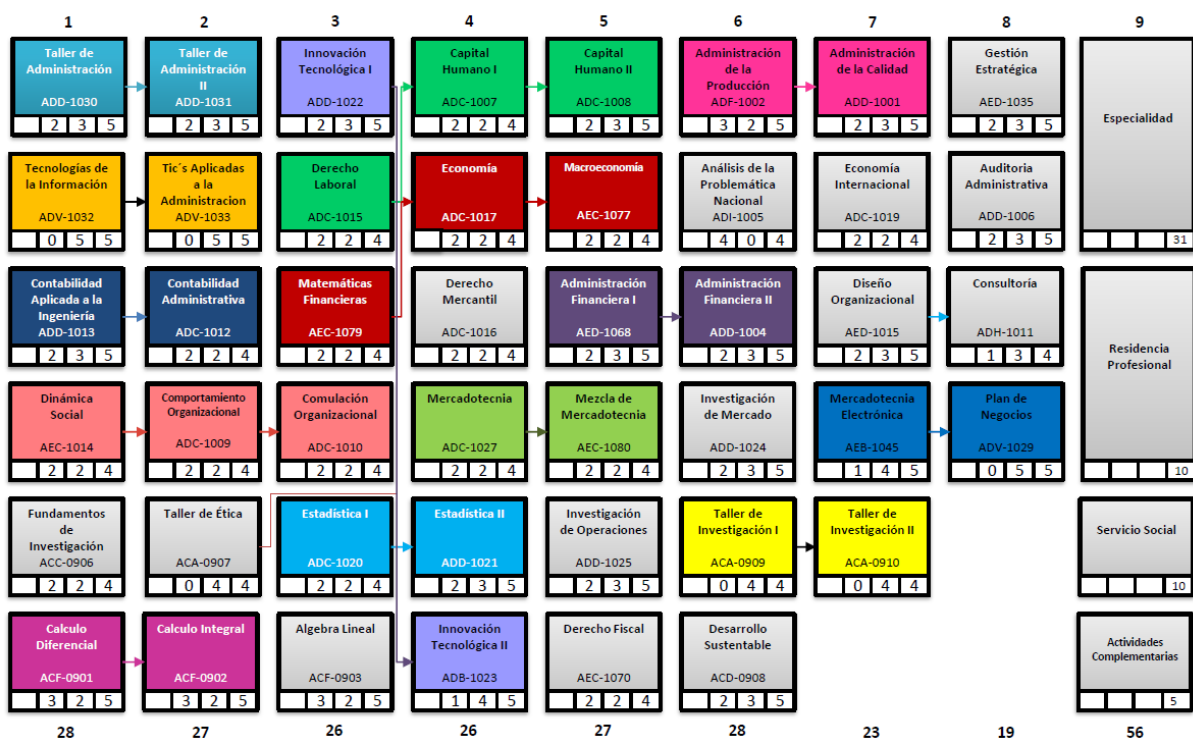 1 2 3 4 5 6 7 8 9
Taller de
Administración
ADD-1030
2 3 5
Taller de
Administración
II
ADD-1031
2 3 5
Innovación
Tecnológica I
ADD-1022
2 3 5
Capital
Humano I
ADC-1007
2 2 4
Capital
Humano II
ADC-1008
2 3 5
Administración
de la
Producción
ADF-1002
3 2 5
Administración
de la Calidad
ADD-1001
2 3 5
Gestión
Estratégica
AED-1035
2 3 5
Especialidad
31
Tecnologías de
la Información
ADV-1032
0 5 5
Tic´s Aplicadas
a la
Administracion
ADV-1033
0 5 5
Derecho
Laboral
ADC-1015
2 2 4
Economía
ADC-1017
2 2 4
Macroeconomía
AEC-1077
2 2 4
Análisis de la
Problemática
Nacional
ADI-1005
4 0 4
Economía
Internacional
ADC-1019
2 2 4
Auditoria
Administrativa
ADD-1006
2 3 5
Contabilidad
Aplicada a la
Ingeniería
ADD-1013
2 3 5
Contabilidad
Administrativa
ADC-1012
2 2 4
Matemáticas
Financieras
AEC-1079
2 2 4
Derecho
Mercantil
ADC-1016
2 2 4
Administración
Financiera I
AED-1068
2 3 5
Administración
Financiera II
ADD-1004
2 3 5
Diseño
Organizacional
AED-1015
2 3 5
Consultoría
ADH-1011
1 3 4
Residencia
Profesional
10
Dinámica
Social
AEC-1014
2 2 4
Comportamiento
Organizacional
ADC-1009
2 2 4
Comulación
Organizacional
ADC-1010
2 2 4
Mercadotecnia
ADC-1027
2 2 4
Mezcla de
Mercadotecnia
AEC-1080
2 2 4
Investigación
de Mercado
ADD-1024
2 3 5
Mercadotecnia
Electrónica
AEB-1045
1 4 5
Plan de
Negocios
ADV-1029
0 5 5
Fundamentos
de
Investigación
ACC-0906
2 2 4
Taller de Ética
ACA-0907
0 4 4
Estadística I
ADC-1020
2 2 4
Estadística II
ADD-1021
2 3 5
Investigación
de Operaciones
ADD-1025
2 3 5
Taller de
Investigación I
ACA-0909
0 4 4
Taller de
Investigación II
ACA-0910
0 4 4
Servicio Social
10
Calculo
Diferencial
ACF-0901
3 2 5
Calculo Integral
ACF-0902
3 2 5
Algebra Lineal
ACF-0903
3 2 5
Innovación
Tecnológica II
ADB-1023
1 4 5
Derecho Fiscal
AEC-1070
2 2 4
Desarrollo
Sustentable
ACD-0908
2 3 5
Actividades
Complementarias
5
28 27 26 26 27 28 23 19 56